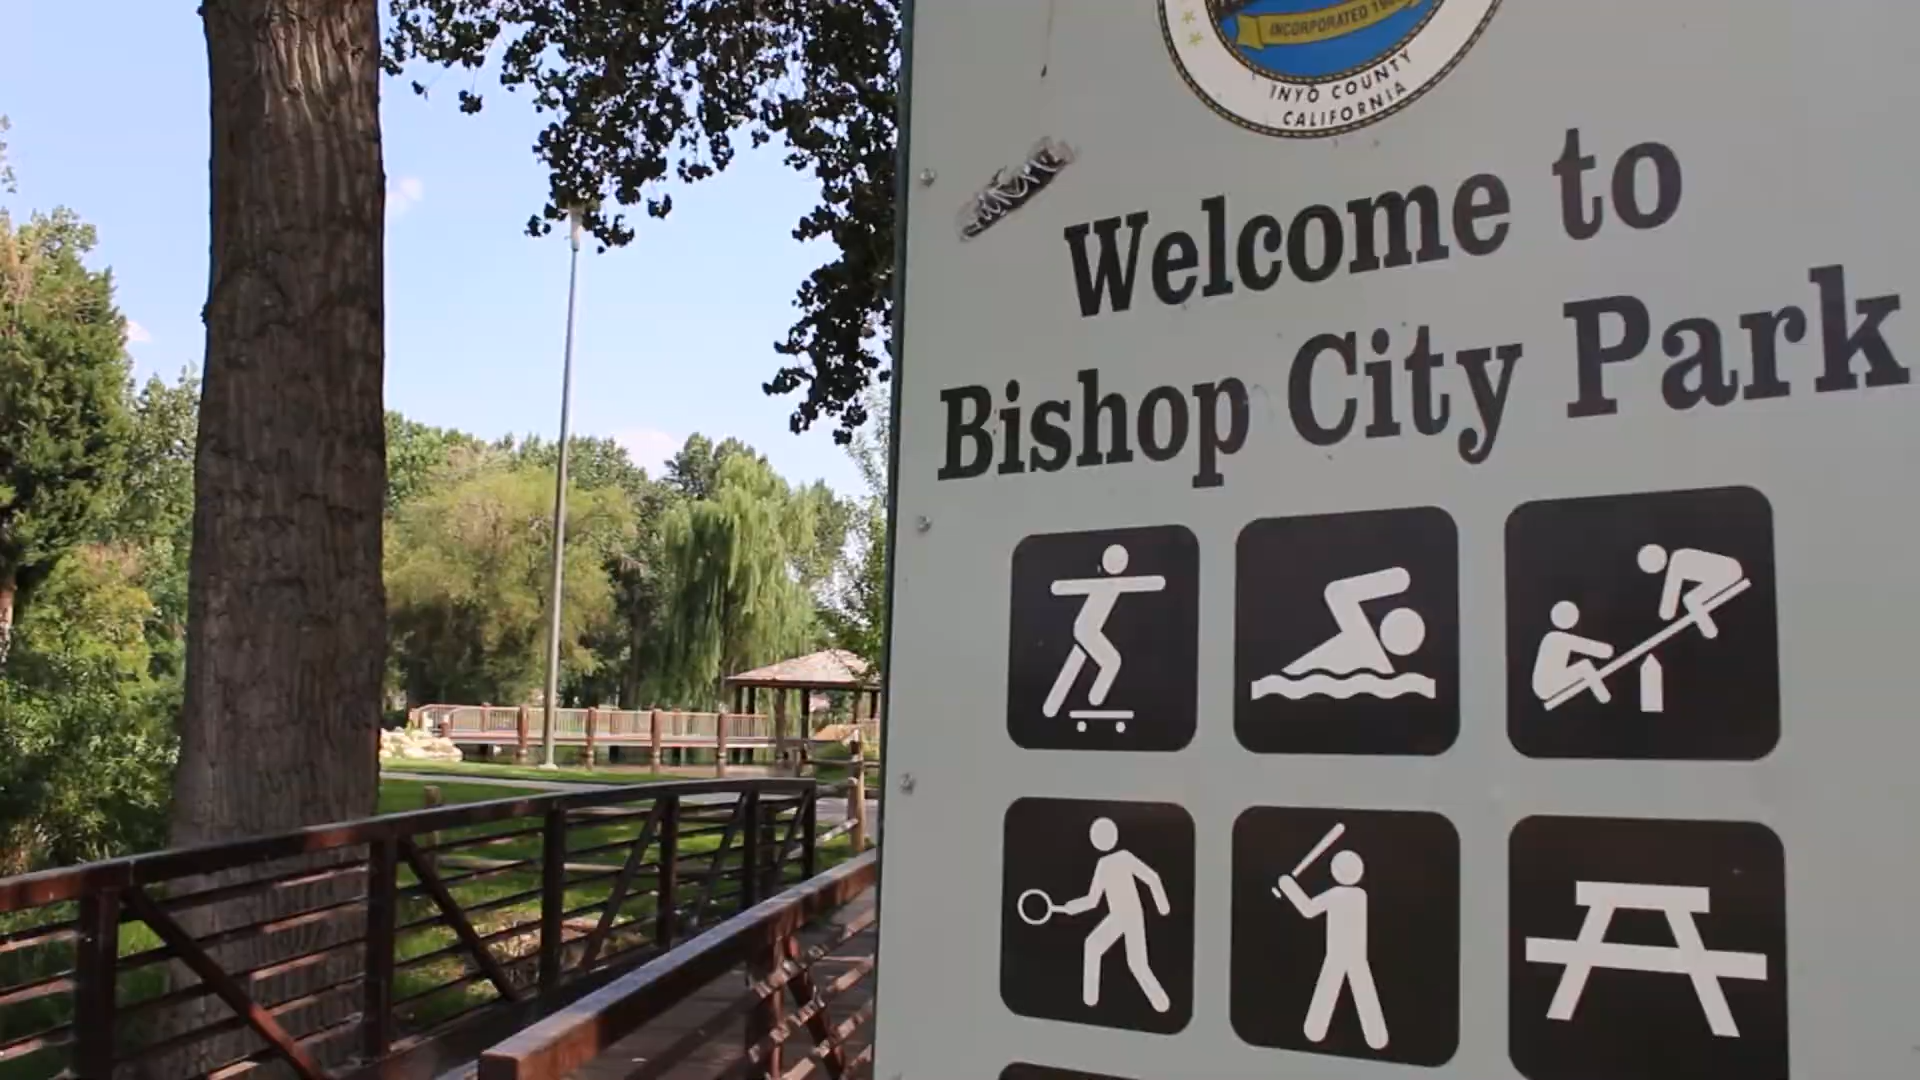 INCORPORATED
INYO COUNTY
CALIFORNIA
Welcome to
Bishop City Park